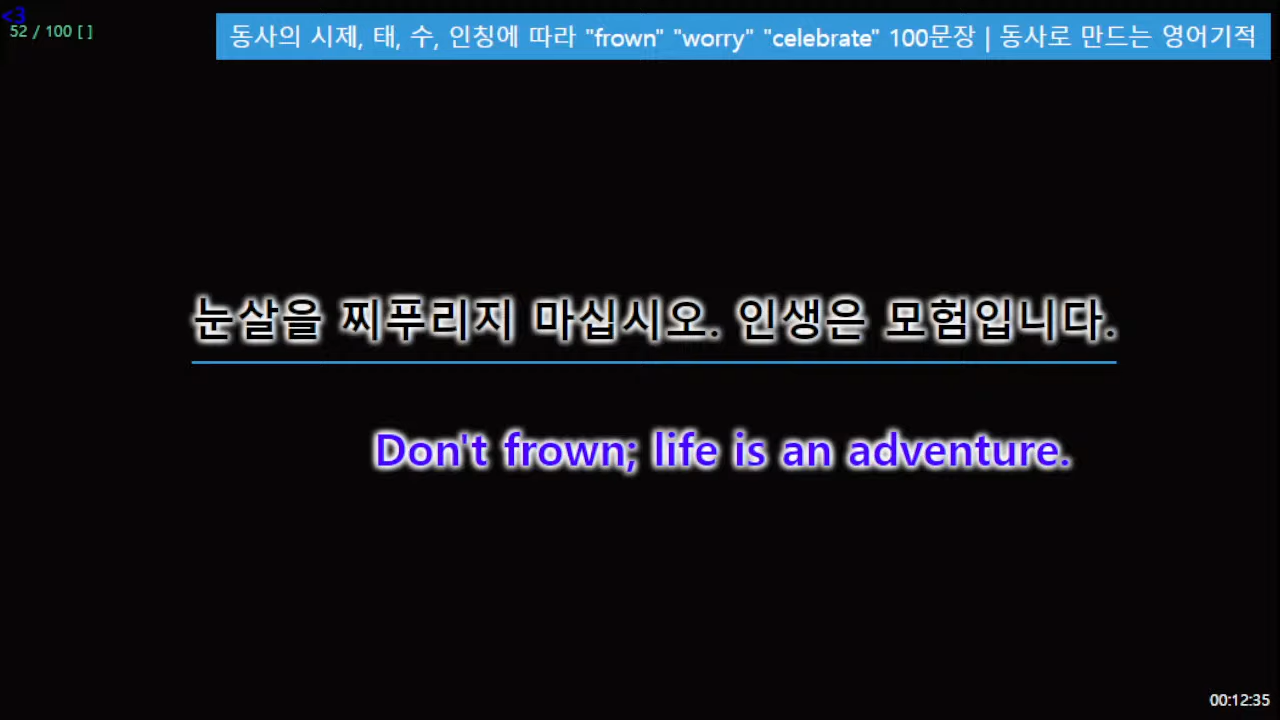 <3
52 / 100 [ ]
동사의 시제, 태, 수, 인칭에 따라 "frown" "worry" "celebrate" 100문장 | 동사로 만드는 영어기적
눈살을 찌푸리지 마십시오. 인생은 모험입니다.
Don't frown; life is an adventure.
00:12:35